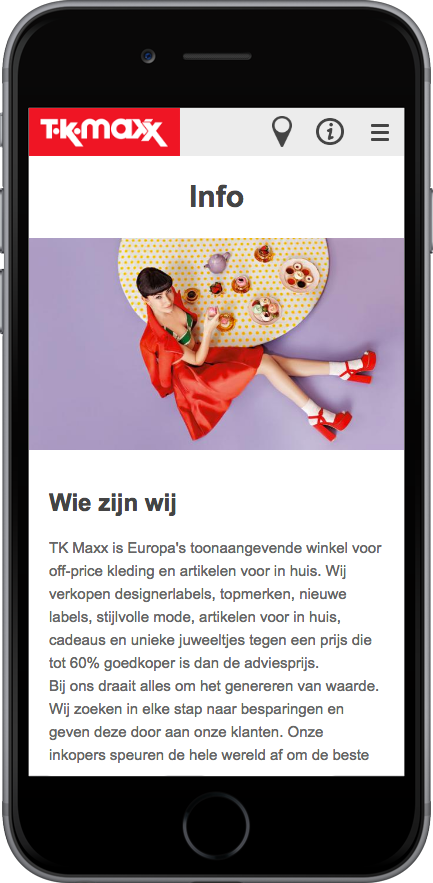 T·K·maxx
Info
Wie zijn wij
TK Maxx is Europa's toonaangevende winkel voor
off-price kleding en artikelen voor in huis. Wij
verkopen designerlabels, topmerken, nieuwe
labels, stijlvolle mode, artikelen voor in huis,
cadeaus en unieke juweeltjes tegen een prijs die
tot 60% goedkoper is dan de adviesprijs.
Bij ons draait alles om het genereren van waarde.
Wij zoeken in elke stap naar besparingen en
geven deze door aan onze klanten. Onze
inkopers speuren de hele wereld af om de beste